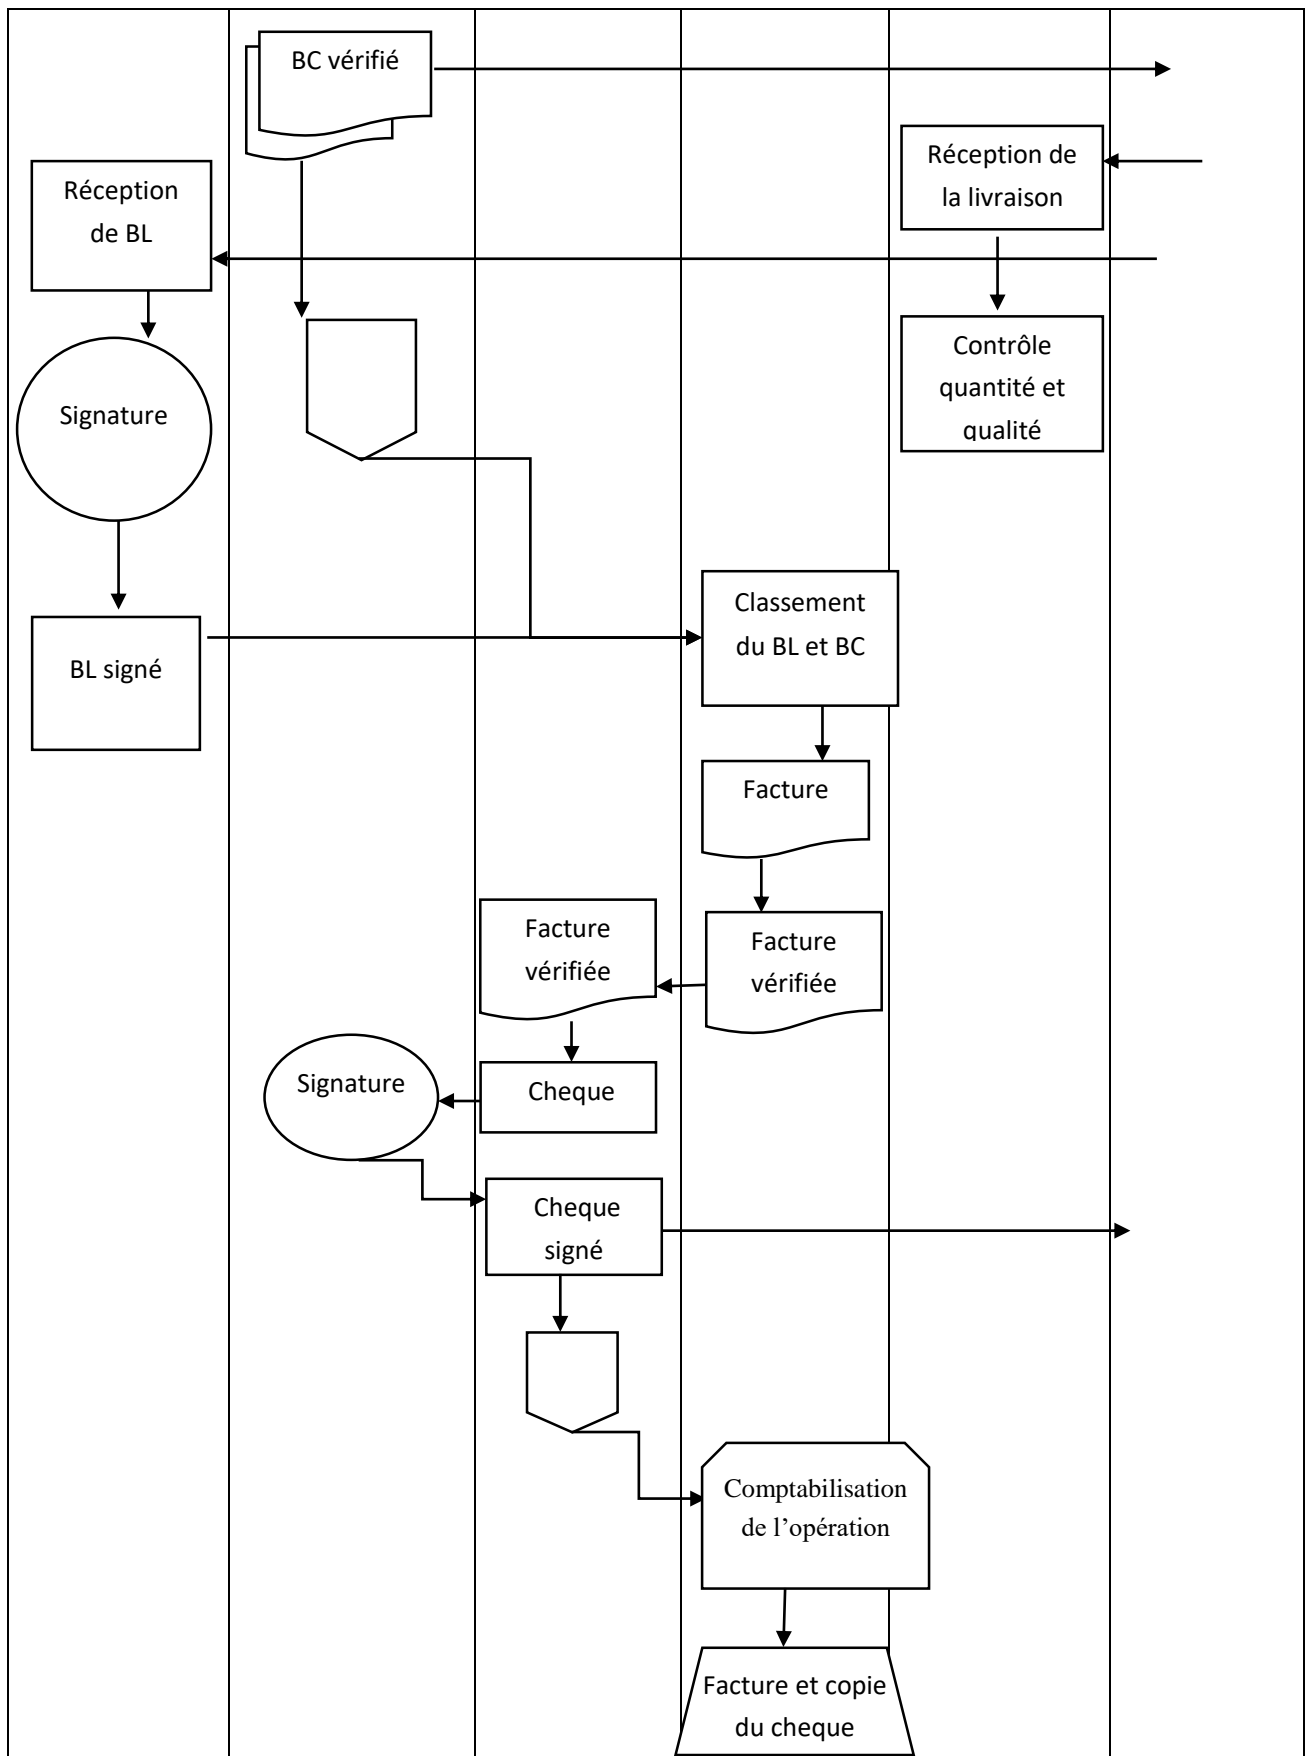 BC vérifié
Réception de
la livraison
Réception
de BL
Contrôle
quantité et
qualité
Signature
Classement
du BL et BC
BL signé
Facture
Facture
vérifiée
Facture
vérifiée
Signature
Cheque
Cheque
signé
Comptabilisation
de l’opération
Facture et copie
du cheque